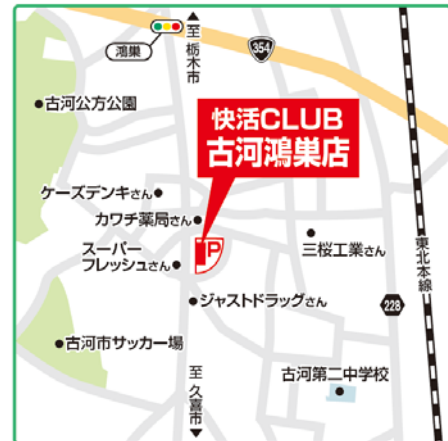 至栃木市
鴻巣
354
古河公方公園
快活CLUB
古河鴻巣店
ケーズデンキさん
カワチ薬局さん
P
三桜工業さん
スーパー
フレッシュさん
東北本線
ジャストドラッグさん
228
古河市サッカー場
至久喜市
古河第二中学校